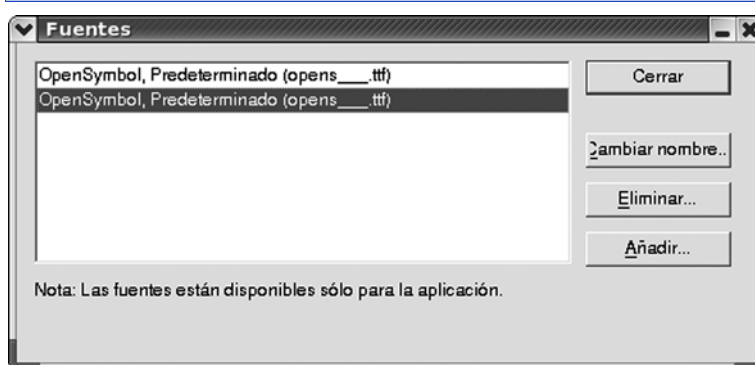 Fuentes
OpenSymbol, Predeterminado (opens___.ttf)
OpenSymbol, Predeterminado (opens___.ttf)
Cerrar
Cambiar nombre..
Eliminar...
Añadir...
Nota: Las fuentes están disponibles sólo para la aplicación.